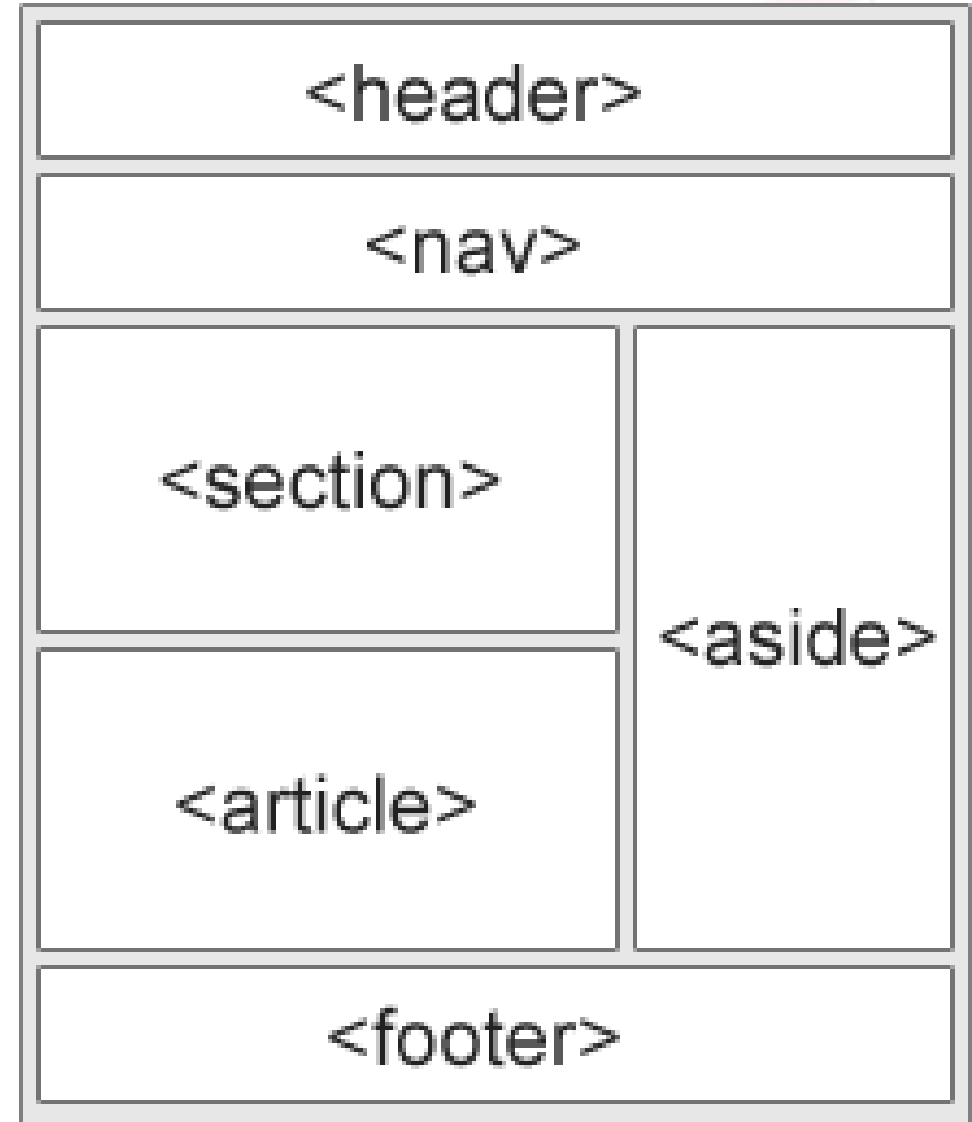 <header>
<nav>
<section>
<aside>
<article>
<footer>